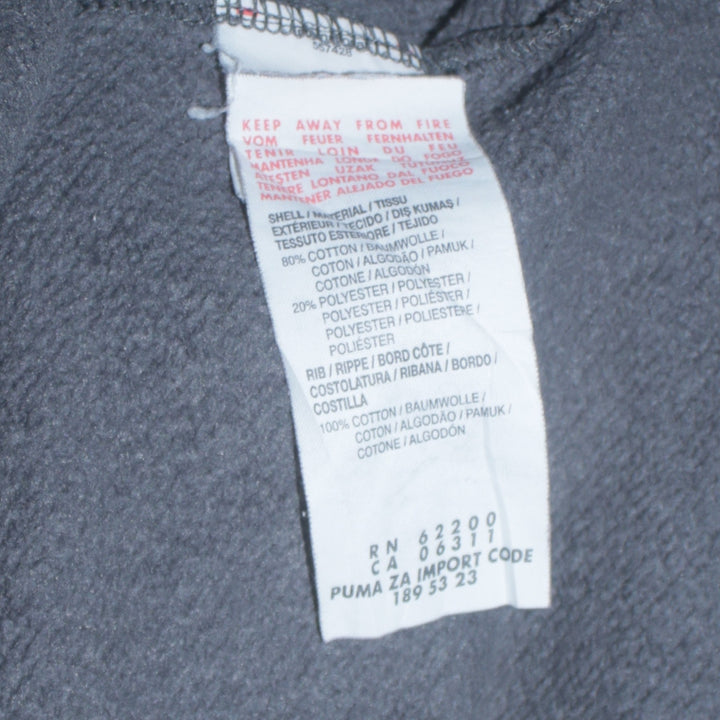 557428
KEEP AWAY FROM FIRE
VOM FEUER FERNHALTEN
TENIR LOIN DU FEU
MANTENHA LONGE DO FOGO
ATEŞTEN UZAK TUTUNUZ
TENERE LONTANO DAL FUOCO
MANTENER ALEJADO DEL FUEGO
SHELL / MATERIAL / TISSU
EXTÉRIEUR / TECIDO / DIŞ KUMAŞ /
TESSUTO ESTERIORE / TEJIDO
80% COTTON / BAUMWOLLE /
COTON / ALGODÃO / PAMUK /
COTONE / ALGODÓN
20% POLYESTER / POLYESTER /
POLYESTER / POLIÉSTER /
POLYESTER / POLIESTERE /
POLIÉSTER
RIB / RIPPE / BORD CÔTE /
COSTOLATURA / RIBANA / BORDO /
COSTILLA
100% COTTON / BAUMWOLLE /
COTON / ALGODÃO / PAMUK /
COTONE / ALGODÓN
RN 62200
CA 06311
PUMA ZA IMPORT CODE
189 53 23